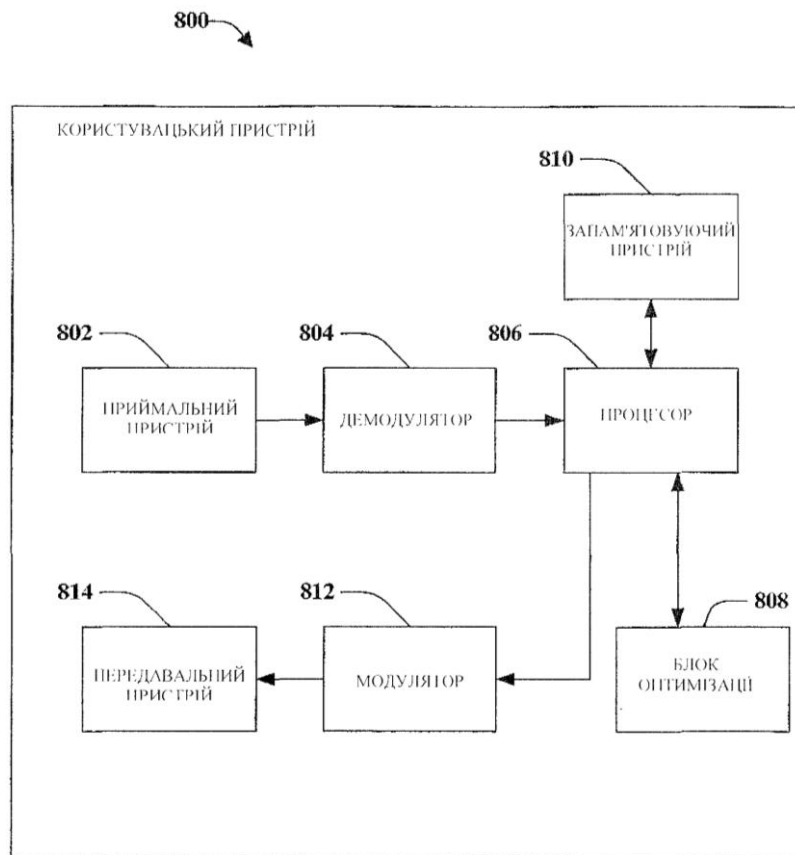 800
КОРИСТУВАЦЬКИЙ ПРИСТРІЙ
810
ЗАПАМ'ЯТОВУЮЧИЙ
ПРИСТРІЙ
802
804
806
ПРИЙМАЛЬНИЙ
ПРИСТРІЙ
ДЕМОДУЛЯТОР
ПРОЦЕСОР
814
812
808
ПЕРЕДАВАЛЬНИЙ
ПРИСТРІЙ
МОДУЛЯТОР
БЛОК
ОПТИМІЗАЦІЇ